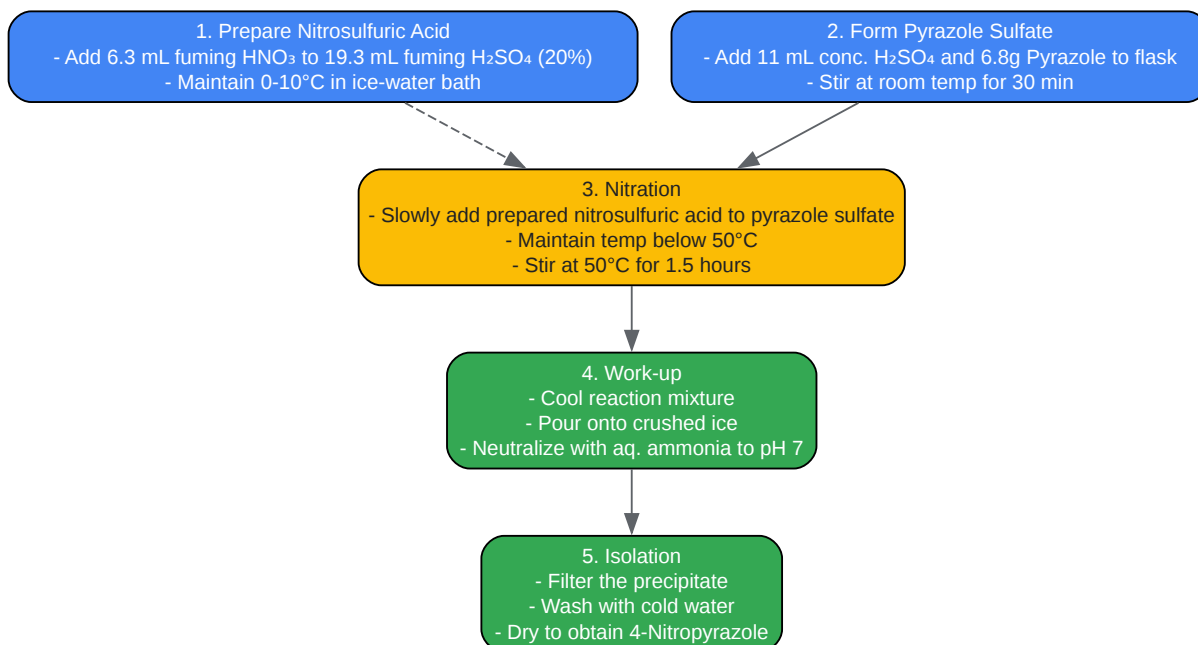 1. Prepare Nitrosulfuric Acid
- Add 6.3 mL fuming HNO₃ to 19.3 mL fuming H₂SO₄ (20%)
- Maintain 0-10°C in ice-water bath
2. Form Pyrazole Sulfate
- Add 11 mL conc. H₂SO₄ and 6.8g Pyrazole to flask
- Stir at room temp for 30 min
3. Nitration
- Slowly add prepared nitrosulfuric acid to pyrazole sulfate
- Maintain temp below 50°C
- Stir at 50°C for 1.5 hours
4. Work-up
- Cool reaction mixture
- Pour onto crushed ice
- Neutralize with aq. ammonia to pH 7
5. Isolation
- Filter the precipitate
- Wash with cold water
- Dry to obtain 4-Nitropyrazole